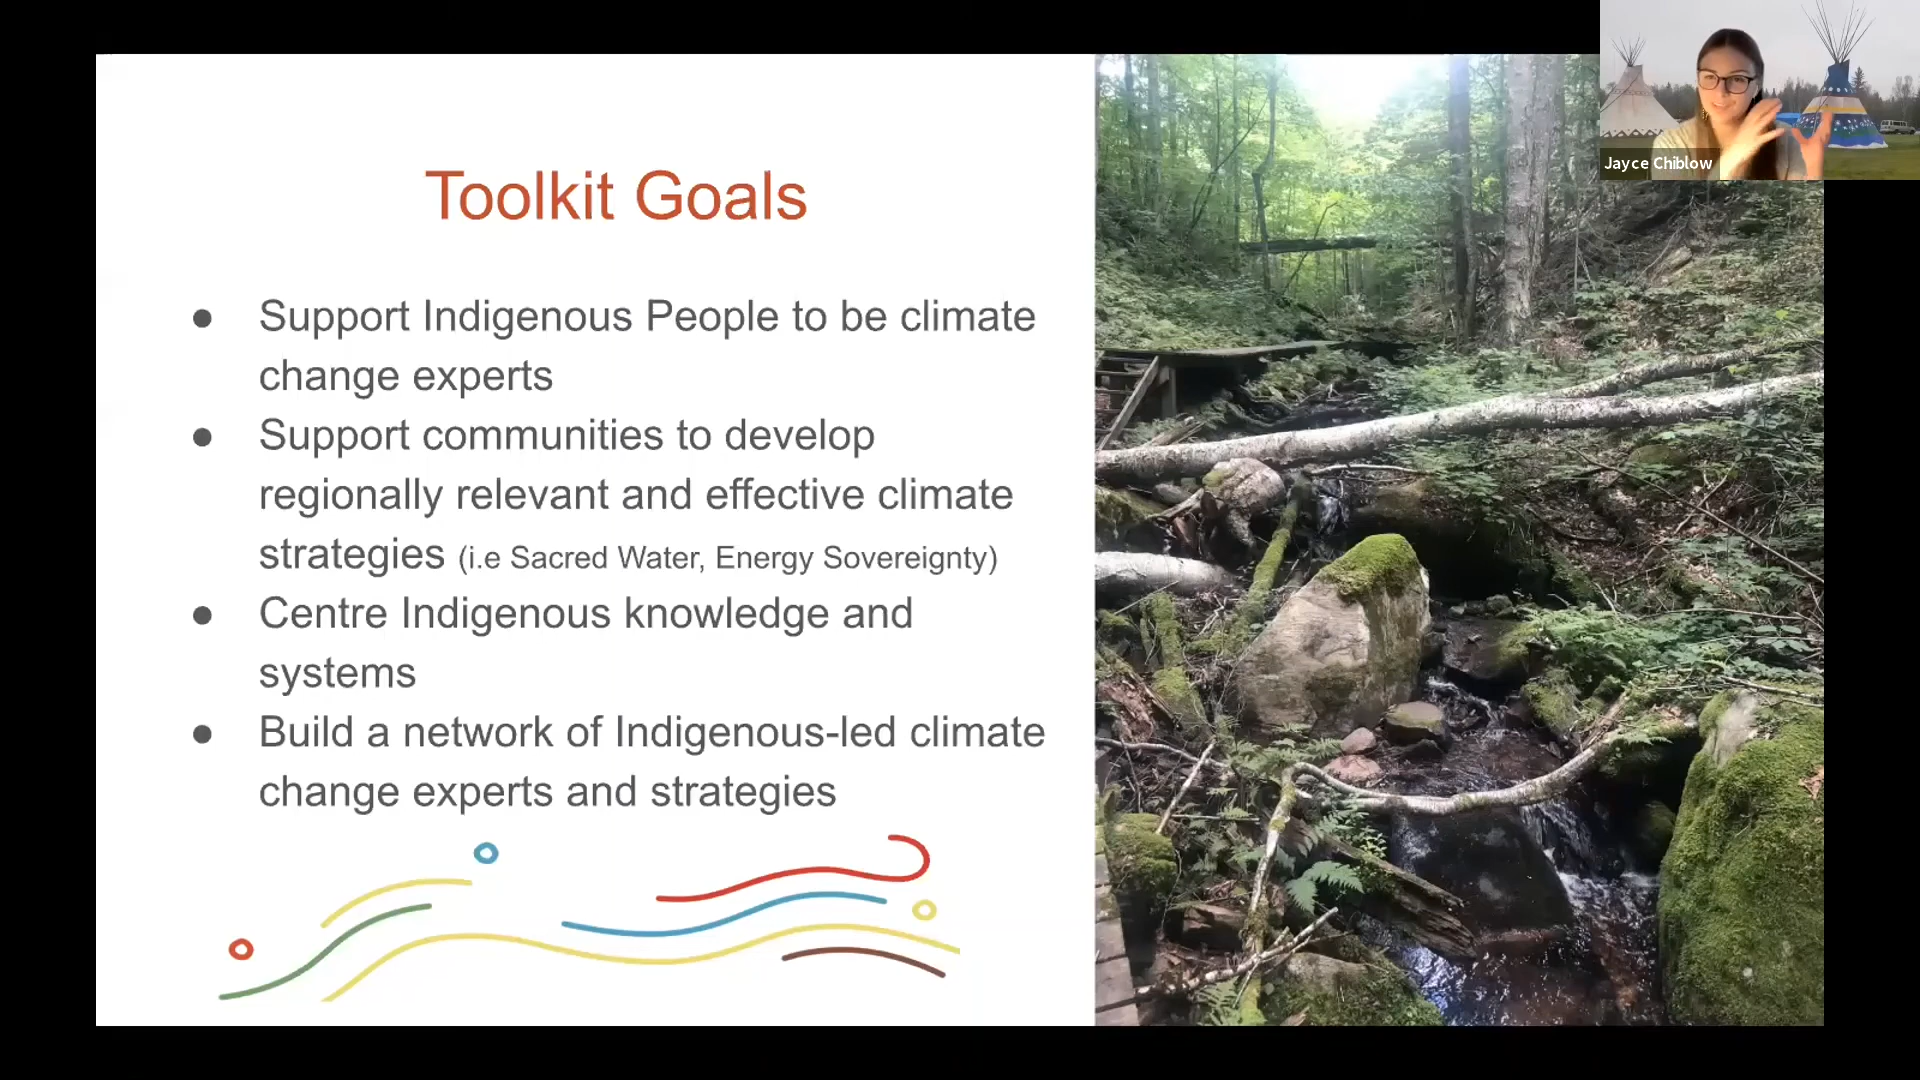 Jayce Chiblow
Toolkit Goals
● Support Indigenous People to be climate
change experts
● Support communities to develop
regionally relevant and effective climate
strategies (i.e Sacred Water, Energy Sovereignty)
● Centre Indigenous knowledge and
systems
● Build a network of Indigenous-led climate
change experts and strategies